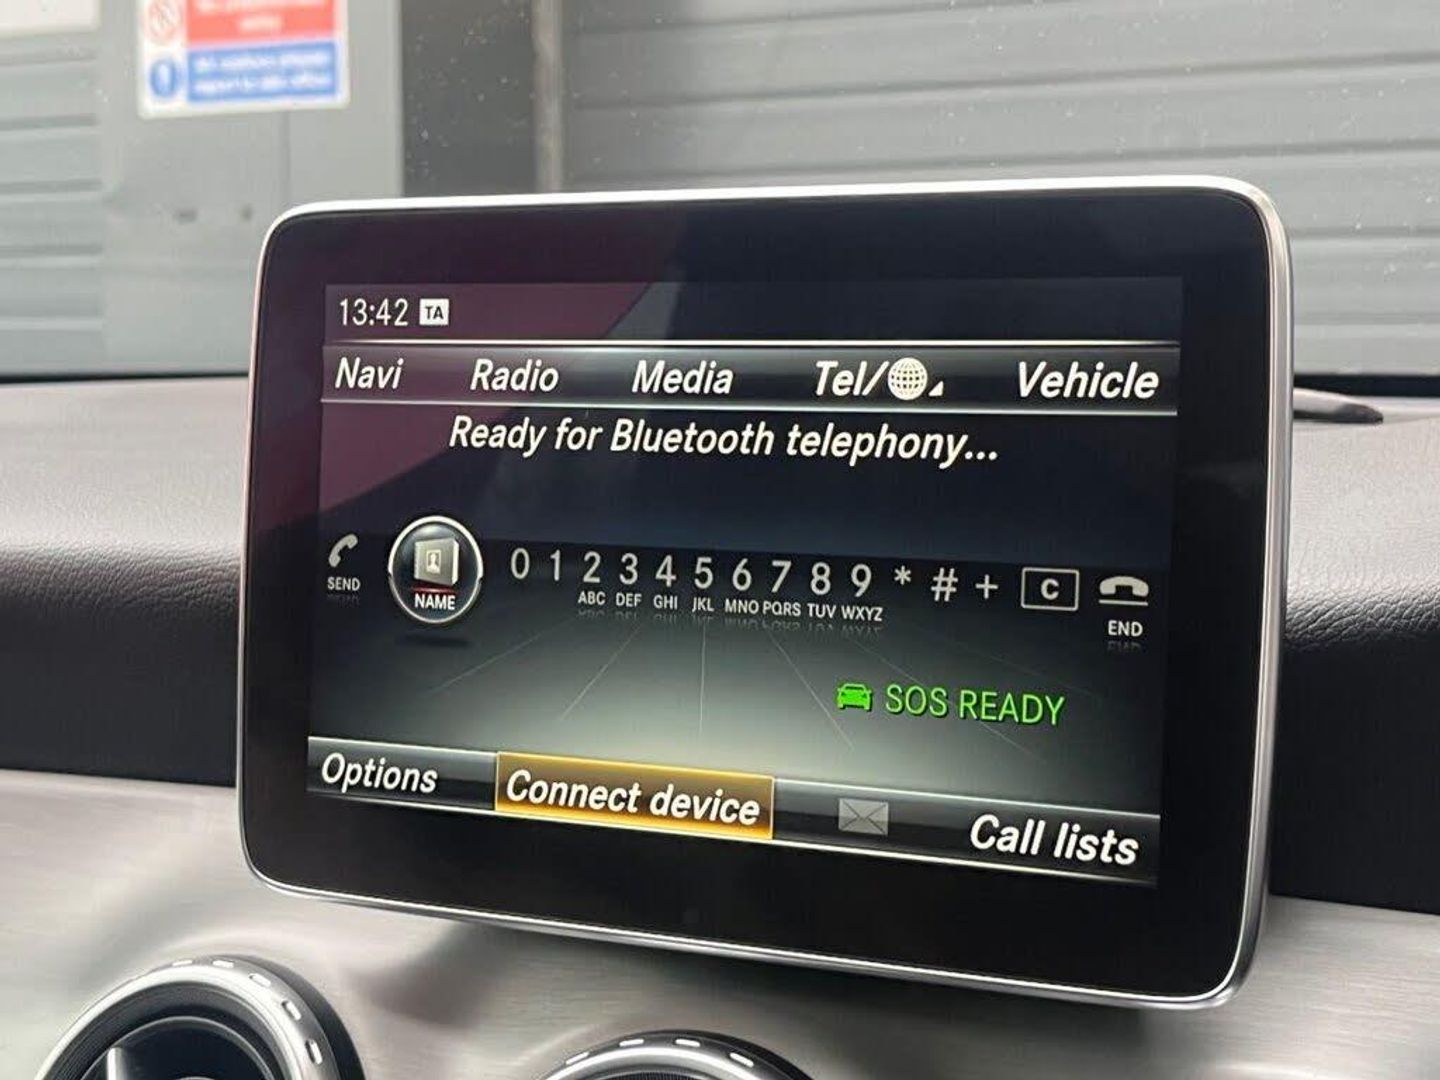 13:42 TA
Navi Radio Media Tel/ Vehicle
Ready for Bluetooth telephony...
0 1 2 3 4 5 6 7 8 9 * # + C
SEND NAME ABC DEF GHI JKL MNO PQRS TUV WXYZ END
SOS READY
Options Connect device Call lists